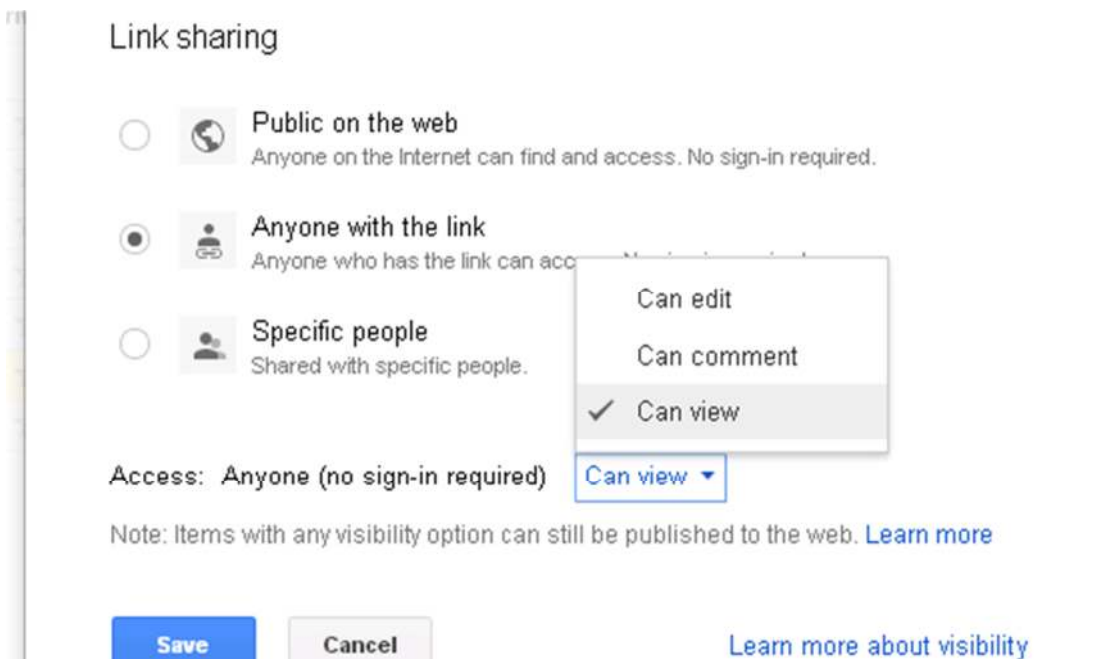 Link sharing
Public on the web
Anyone on the Internet can find and access. No sign-in required.
Anyone with the link
Anyone who has the link can acc
Can edit
Specific people
Can comment
Shared with specific people.
Can view
Access: Anyone (no sign-in required) Can view
Note: Items with any visibility option can still be published to the web. Learn more
Save Cancel Learn more about visibility